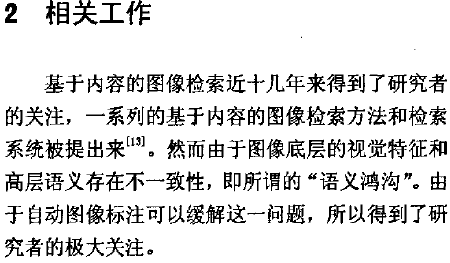 2 相关工作
基于内容的图像检索近十几年来得到了研究者
的关注，一系列的基于内容的图像检索方法和检索
系统被提出来[13]。然而由于图像底层的视觉特征和
高层语义存在不一致性，即所谓的“语义鸿沟”。由
于自动图像标注可以缓解这一问题，所以得到了研
究者的极大关注。